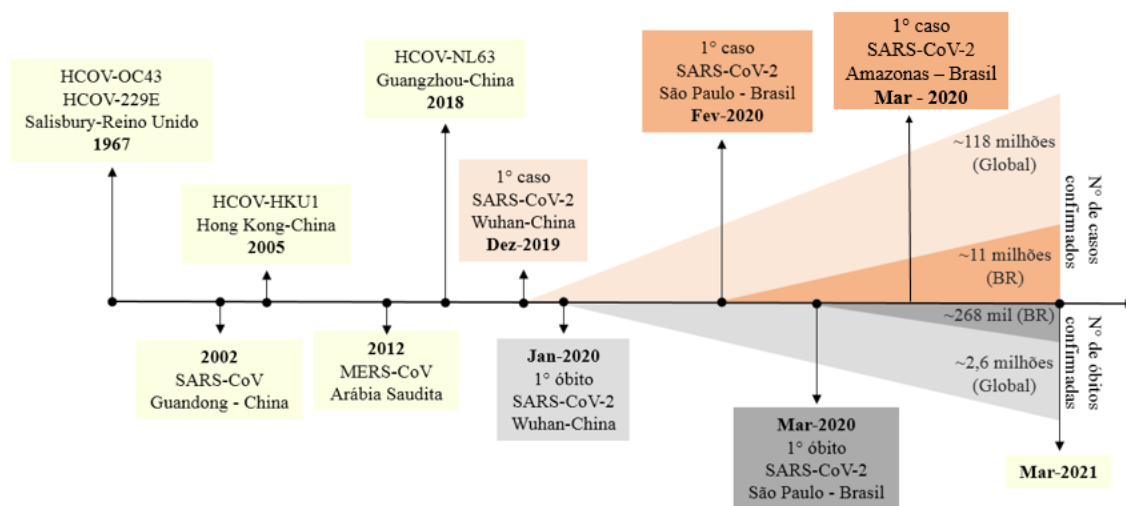 HCOV-OC43
HCOV-229E
Salisbury-Reino Unido
1967
HCOV-HKU1
Hong Kong-China
2005
HCOV-NL63
Guangzhou-China
2018
1° caso
SARS-CoV-2
Wuhan-China
Dez-2019
1° caso
SARS-CoV-2
São Paulo - Brasil
Fev-2020
1° caso
SARS-CoV-2
Amazonas – Brasil
Mar - 2020
~118 milhões
(Global)
~11 milhões
(BR)
N° de casos
confirmados
2002
SARS-CoV
Guandong - China
2012
MERS-CoV
Arábia Saudita
Jan-2020
1° óbito
SARS-CoV-2
Wuhan-China
Mar-2020
1° óbito
SARS-CoV-2
São Paulo - Brasil
~268 mil (BR)
~2,6 milhões
(Global)
N° de óbitos
confirmadas
Mar-2021